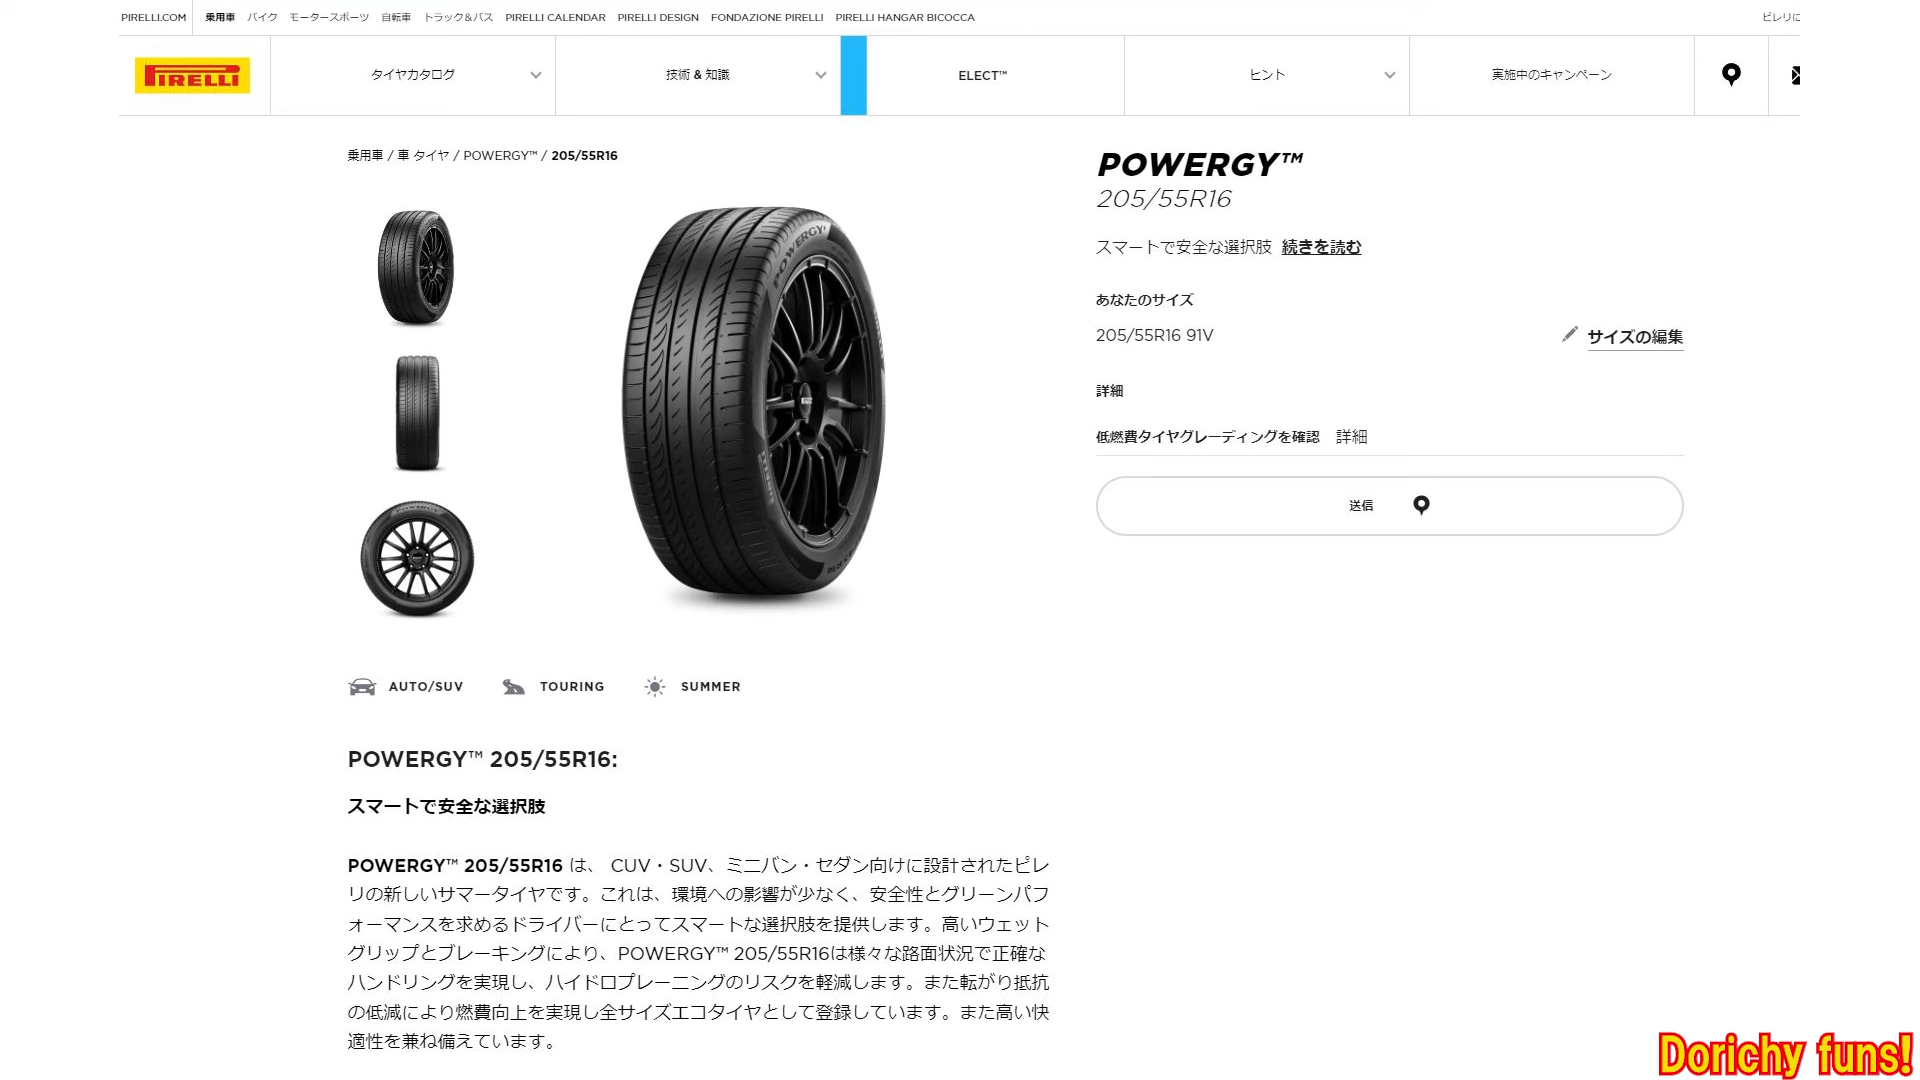 PIRELLI.COM 乗用車 バイク モータースポーツ 自転車 トラック＆バス PIRELLI CALENDAR PIRELLI DESIGN FONDAZIONE PIRELLI PIRELLI HANGAR BICOCCA ピレリに
PIRELLI タイヤカタログ 技術 & 知識 ELECT™ ヒント 実施中のキャンペーン
乗用車 / 車 タイヤ / POWERGY™ / 205/55R16
POWERGY™
205/55R16
スマートで安全な選択肢 続きを読む
あなたのサイズ
205/55R16 91V サイズの編集
詳細
低燃費タイヤグレーディングを確認 詳細
送信
POWERGY
AUTO/SUV TOURING SUMMER
POWERGY™ 205/55R16:
スマートで安全な選択肢
POWERGY™ 205/55R16 は、 CUV・SUV、ミニバン・セダン向けに設計されたピレ
リの新しいサマータイヤです。これは、環境への影響が少なく、安全性とグリーンパフ
ォーマンスを求めるドライバーにとってスマートな選択肢を提供します。高いウェット
グリップとブレーキングにより、POWERGY™ 205/55R16は様々な路面状況で正確な
ハンドリングを実現し、ハイドロプレーニングのリスクを軽減します。また転がり抵抗
の低減により燃費向上を実現し全サイズエコタイヤとして登録しています。また高い快
適性を兼ね備えています。
Dorichy funs!